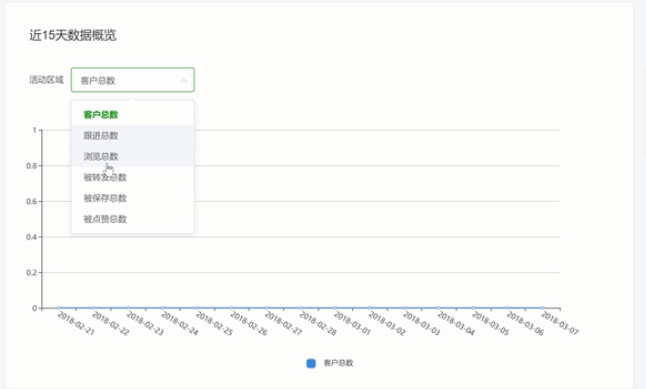 近15天数据概览
活动区域
客户总数
客户总数
跟进总数
浏览总数
被转发总数
被保存总数
被点赞总数
1
0.8
0.6
0.4
0.2
0
2018-02-21
2018-02-22
2018-02-23
2018-02-24
2018-02-25
2018-02-26
2018-02-27
2018-02-28
2018-03-01
2018-03-02
2018-03-03
2018-03-04
2018-03-05
2018-03-06
2018-03-07
客户总数